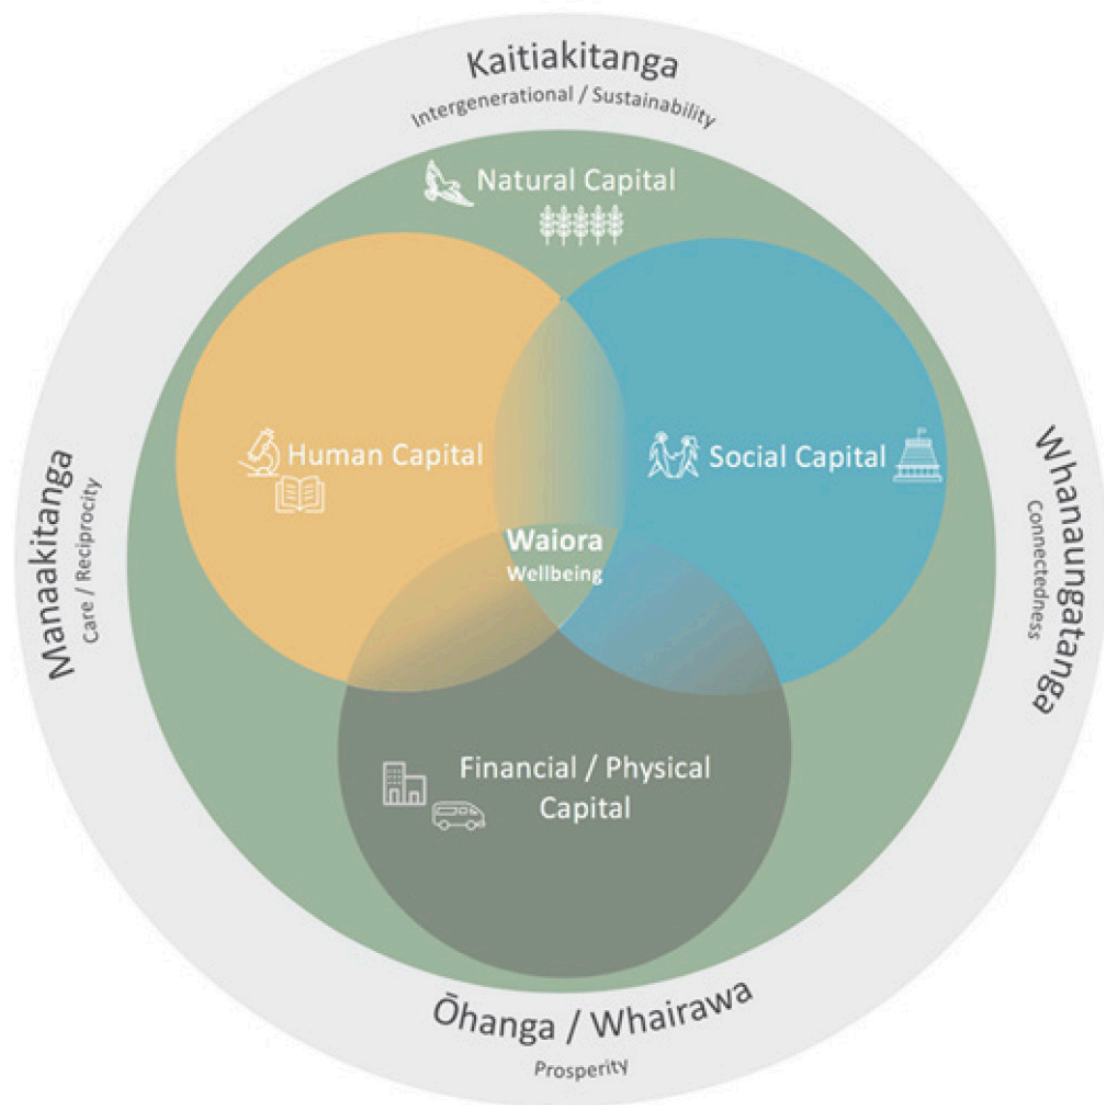 Kaitiakitanga
Intergenerational / Sustainability
Natural Capital
Human Capital
Social Capital
Waiora
Wellbeing
Manaakitanga
Care / Reciprocity
Whanaungatanga
Connectedness
Financial / Physical
Capital
Ōhanga / Whairawa
Prosperity